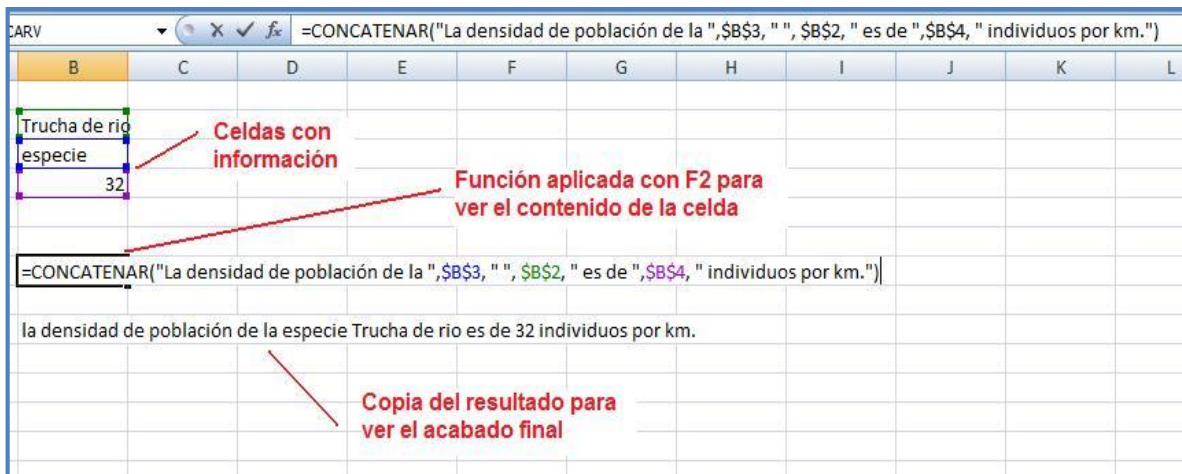 CARV =CONCATENAR("La densidad de población de la ",$B$3, " ", $B$2, " es de ",$B$4, " individuos por km.")
B C D E F G H I J K L
Trucha de rio
especie
32
Celdas con
información
Función aplicada con F2 para
ver el contenido de la celda
=CONCATENAR("La densidad de población de la ",$B$3, " ", $B$2, " es de ",$B$4, " individuos por km.")
la densidad de población de la especie Trucha de rio es de 32 individuos por km.
Copia del resultado para
ver el acabado final